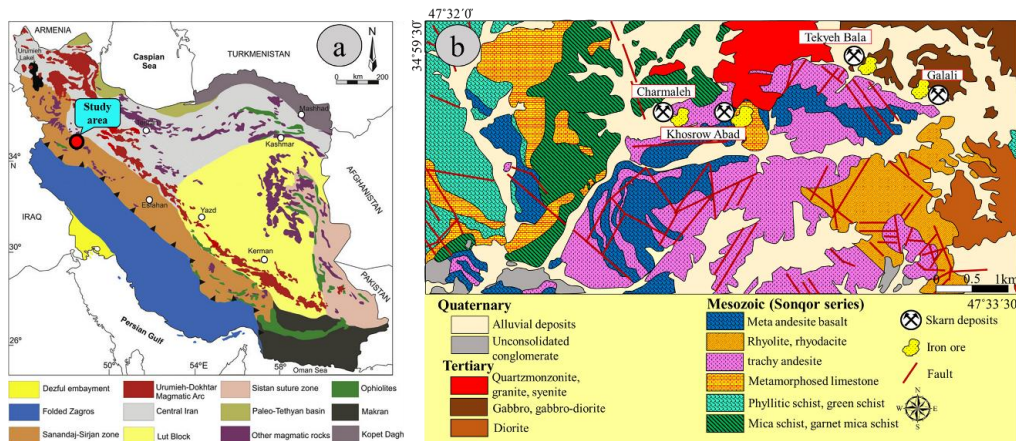 a
ARMENIA
Urumieh
Lake
Caspian
Sea
TURKMENISTAN
N
0 km 200
Study
area
Mashhad
Kashmar
34
N
AFGHANISTAN
IRAQ
Esfahan
Yazd
30
Kerman
PAKISTAN
Persian Gulf
26
50°
54°E
58°
Oman Sea
Dezful embayment
Urumieh-Dokhtar
Magmatic Arc
Sistan suture zone
Ophiolites
Folded Zagros
Central Iran
Paleo-Tethyan basin
Makran
Sanandaj-Sirjan zone
Lut Block
Other magmatic rocks
Kopet Dagh
47°32´0˝
34°59´30˝
b
Tekyeh Bala
Galali
Charmaleh
Khosrow Abad
0 0.5 1km
47°33´30˝
Quaternary
Alluvial deposits
Unconsolidated
conglomerate
Tertiary
Quartzmonzonite,
granite, syenite
Gabbro, gabbro-diorite
Diorite
Mesozoic (Sonqor series)
Meta andesite basalt
Rhyolite, rhyodacite
trachy andesite
Metamorphosed limestone
Phyllitic schist, green schist
Mica schist, garnet mica schist
Skarn deposits
Iron ore
Fault
N
W
E
S